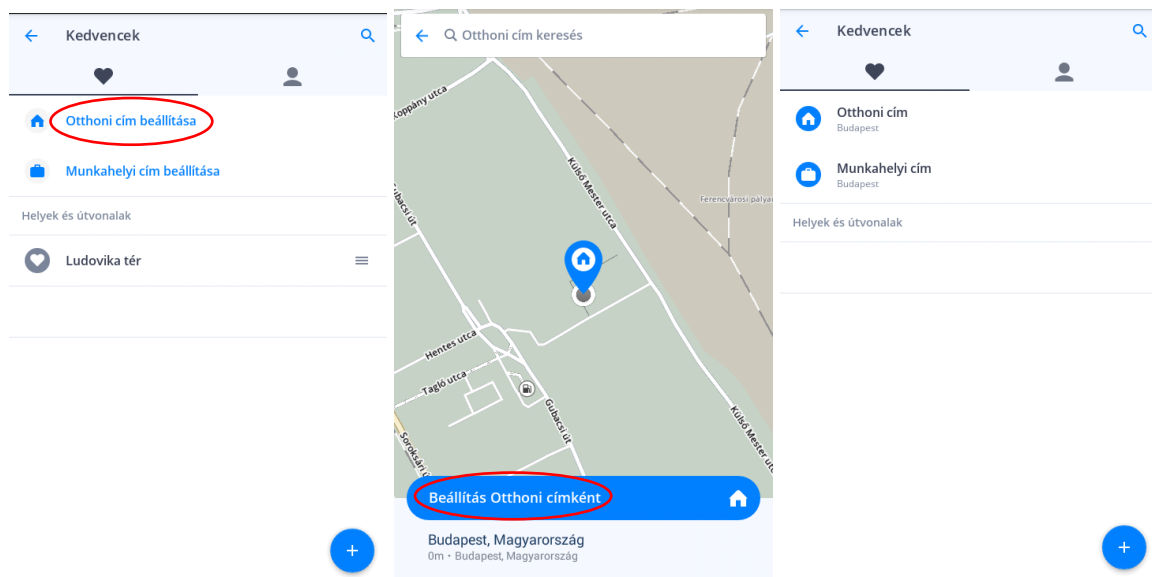 Kedvencek
Otthoni cím beállítása
Munkahelyi cím beállítása
Helyek és útvonalak
Ludovika tér
Otthoni cím keresés
Koppány utca
Külső Mester utca
Gubacsi út
Ferencvárosi pálya
Hentes utca
Tagló utca
Gubacsi út
Külső Mester
Soroksári
Beállítás Otthoni címként
Budapest, Magyarország
0m • Budapest, Magyarország
Kedvencek
Otthoni cím
Budapest
Munkahelyi cím
Budapest
Helyek és útvonalak